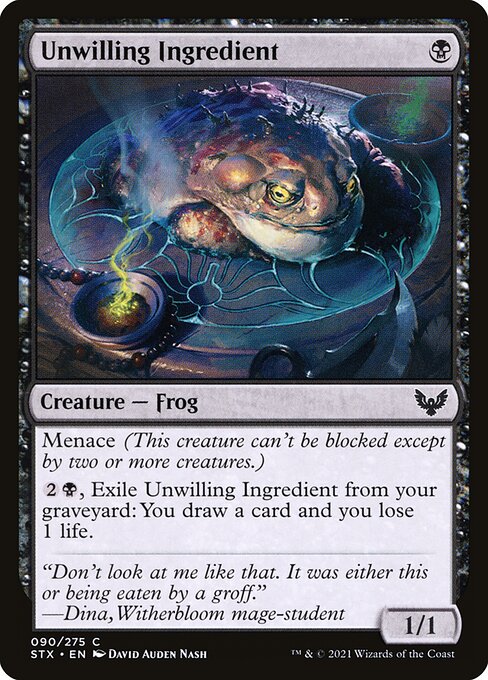 Unwilling Ingredient
Creature — Frog
Menace (This creature can't be blocked except
by two or more creatures.)
2, Exile Unwilling Ingredient from your
graveyard: You draw a card and you lose
1 life.
“Don't look at me like that. It was either this
or being eaten by a groff.”
—Dina, Witherbloom mage-student
1/1
090/275 C
STX • EN David Auden Nash
™ & © 2021 Wizards of the Coast